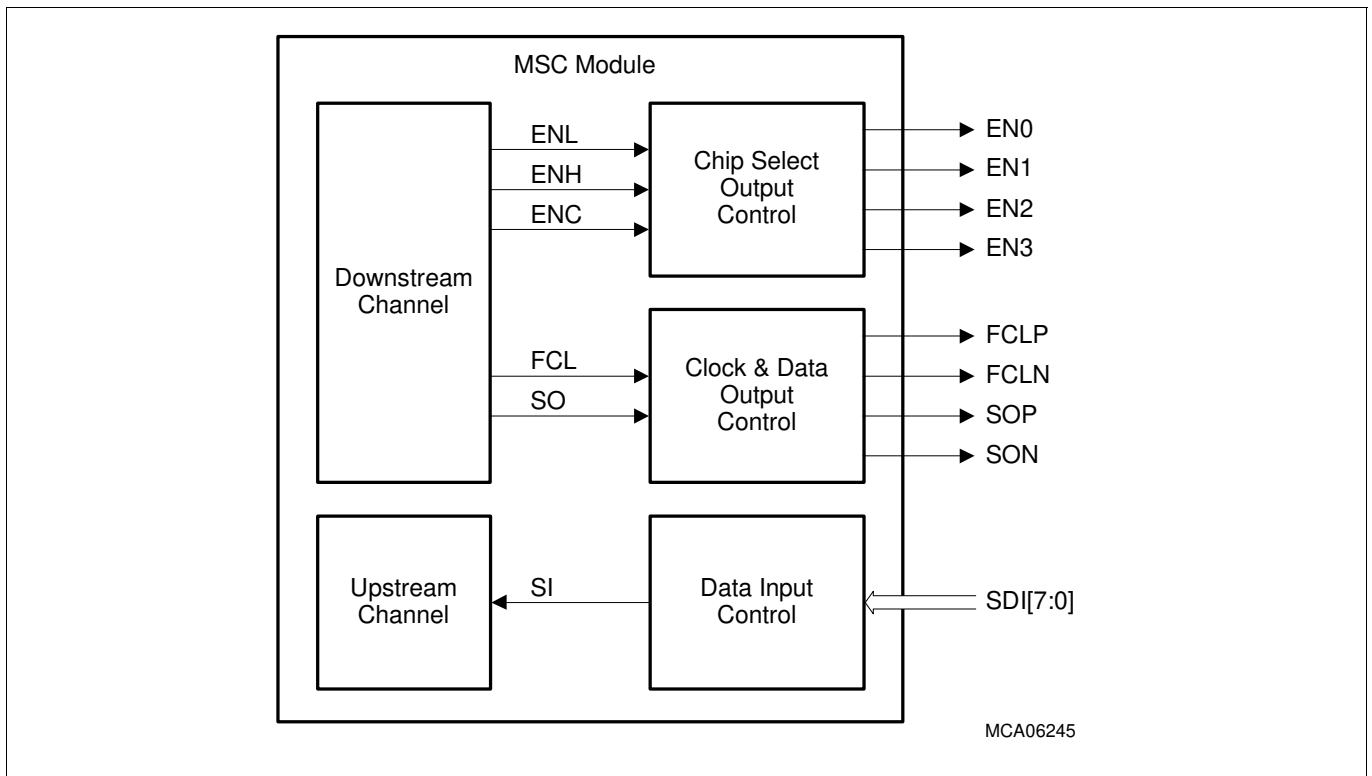 MSC Module
Downstream
Channel
ENL
ENH
ENC
FCL
SO
Chip Select
Output
Control
EN0
EN1
EN2
EN3
Clock & Data
Output
Control
FCLP
FCLN
SOP
SON
Upstream
Channel
SI
Data Input
Control
SDI[7:0]
MCA06245